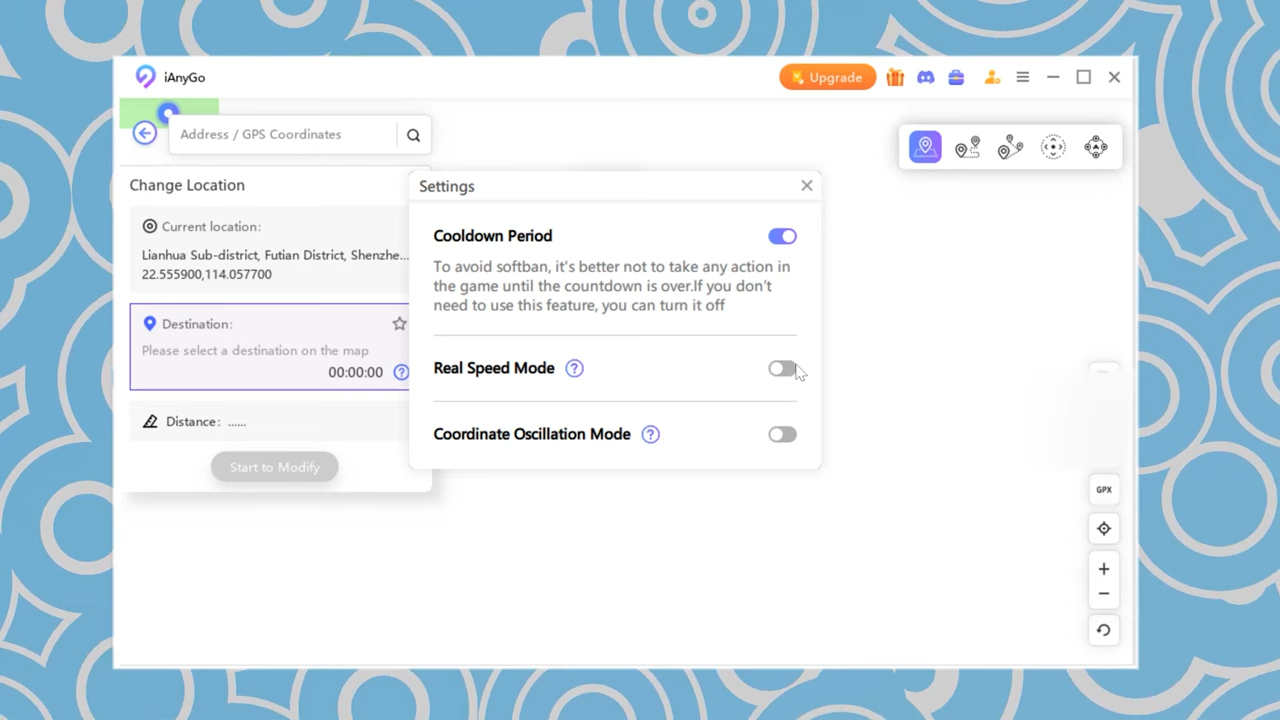 iAnyGo
Upgrade
Address / GPS Coordinates
Change Location
Current location:
Lianhua Sub-district, Futian District, Shenzhe...
22.555900,114.057700
Destination:
Please select a destination on the map
00:00:00 ?
Distance: ......
Start to Modify
Settings
Cooldown Period
To avoid softban, it's better not to take any action in
the game until the countdown is over.If you don't
need to use this feature, you can turn it off
Real Speed Mode ?
Coordinate Oscillation Mode ?
GPX